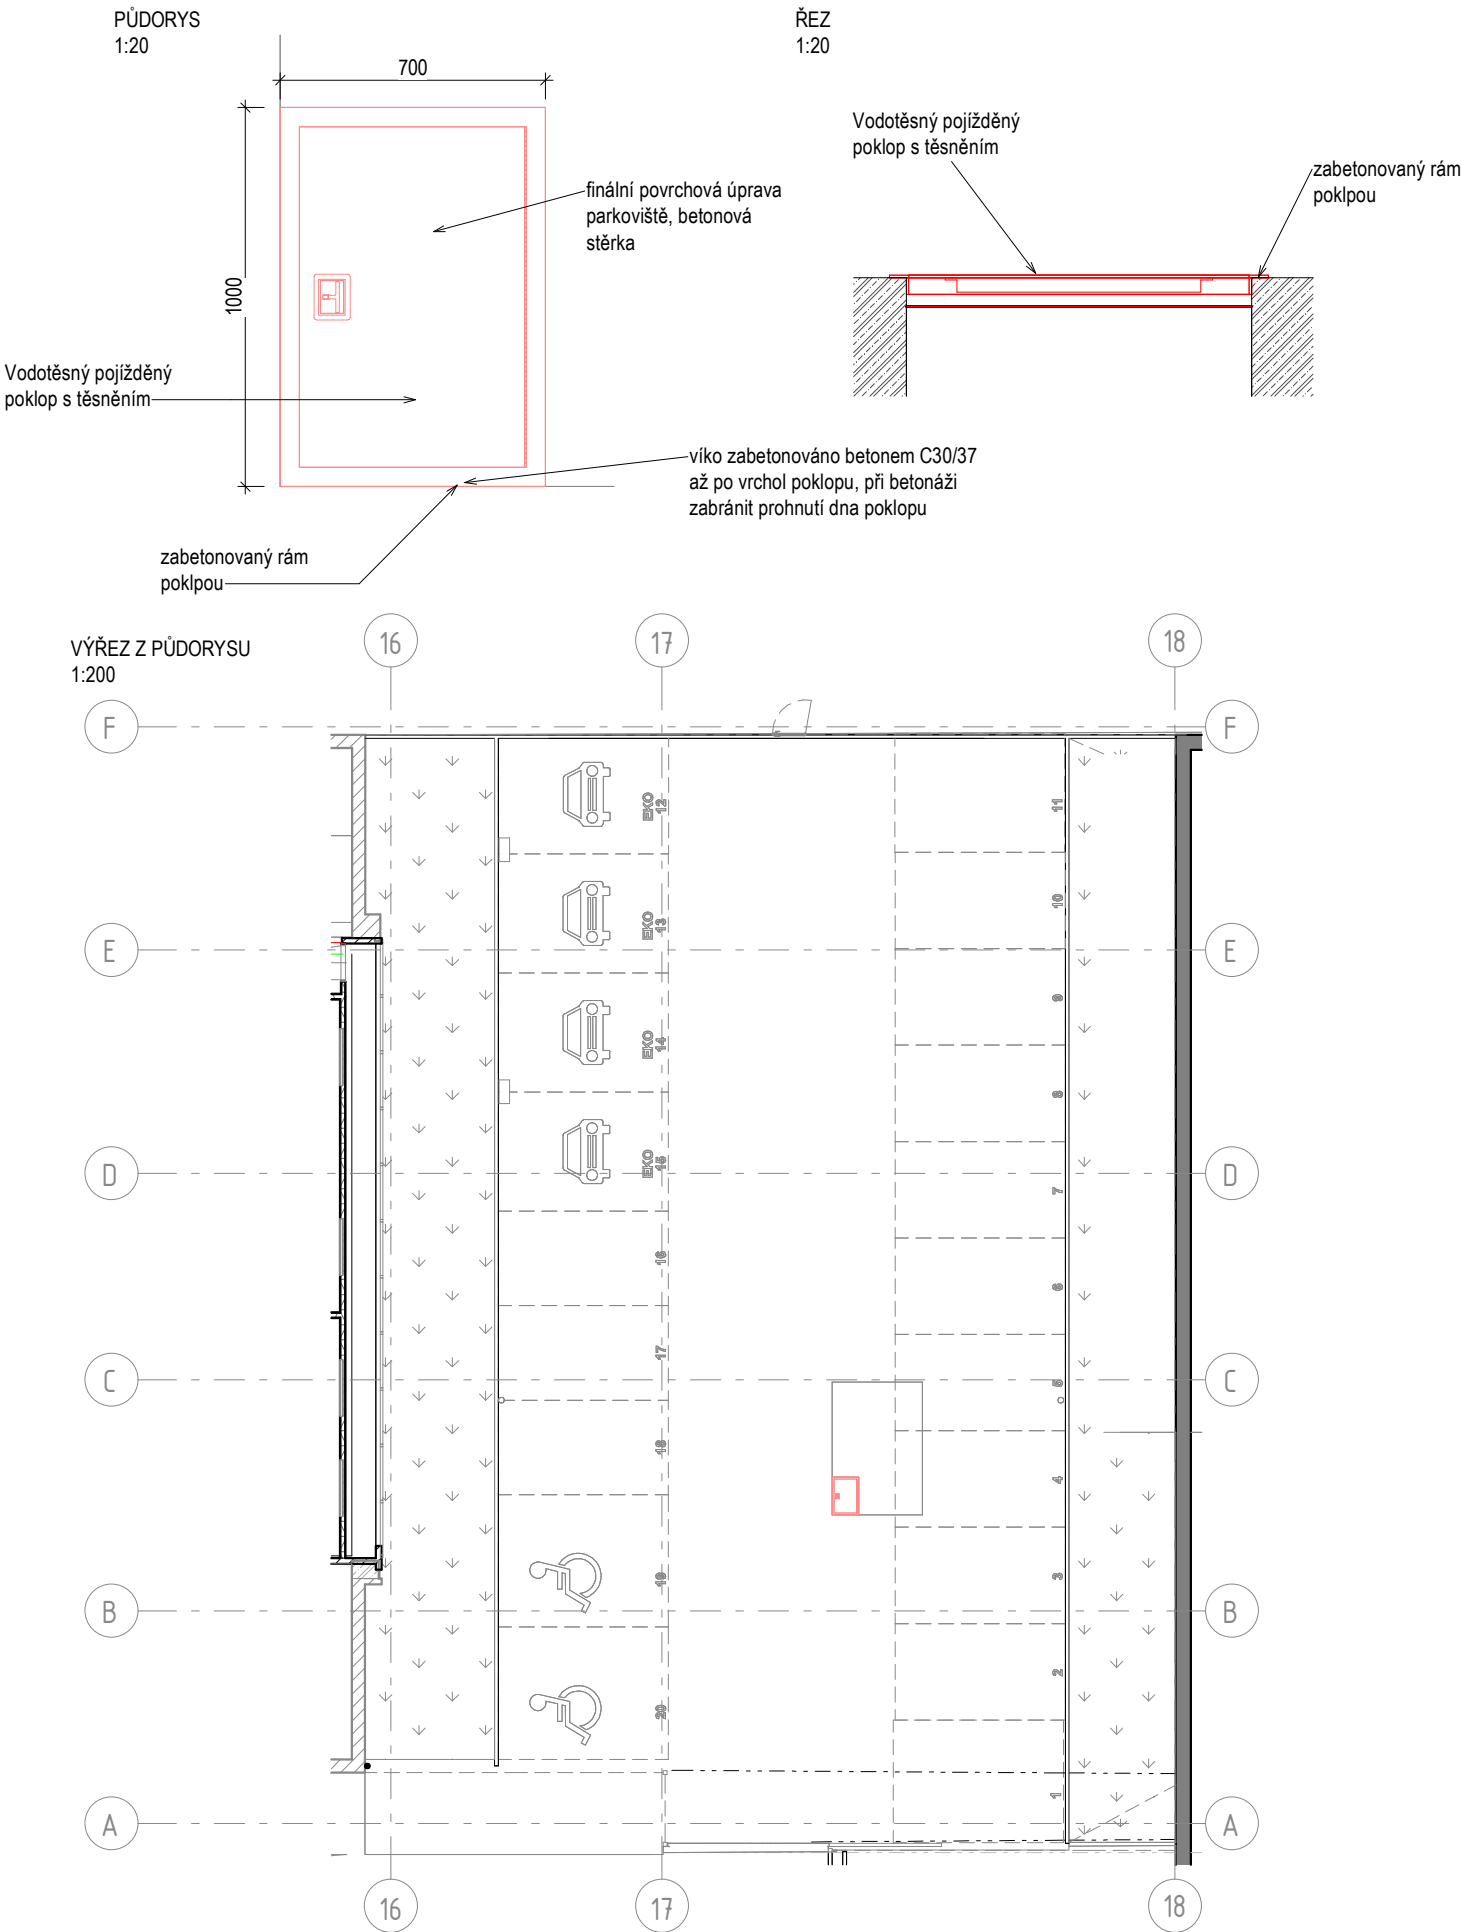 PŮDORYS
1:20
ŘEZ
1:20
700
1000
Vodotěsný pojížděný
poklop s těsněním
zabetonovaný rám
poklpou
finální povrchová úprava
parkoviště, betonová
stěrka
Vodotěsný pojížděný
poklop s těsněním
víko zabetonováno betonem C30/37
až po vrchol poklopu, při betonáži
zabránit prohnutí dna poklopu
zabetonovaný rám
poklpou
VÝŘEZ Z PŮDORYSU
1:200
16
17
18
F
F
EKO
12
11
EKO
13
10
E
E
9
EKO
14
8
EKO
15
D
D
7
16
6
17
C
C
5
18
4
19
3
B
B
2
20
1
A
A
16
17
18